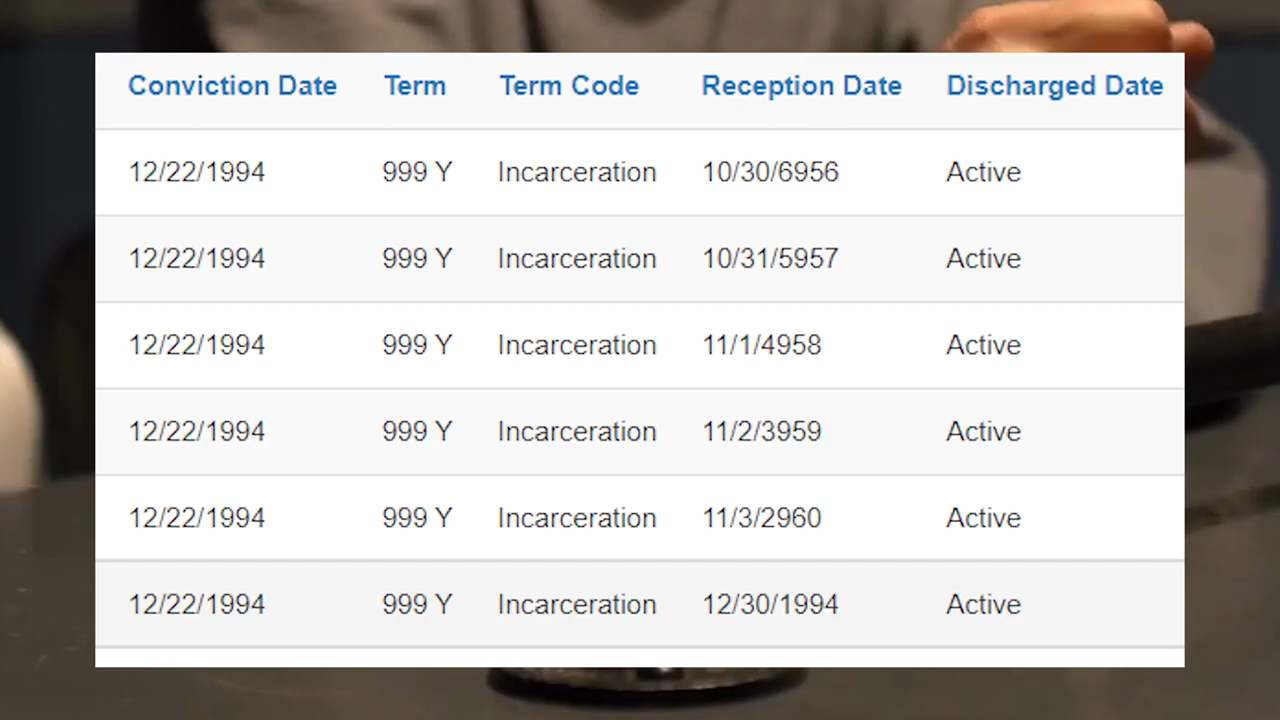 Conviction Date Term Term Code Reception Date Discharged Date
12/22/1994 999 Y Incarceration 10/30/6956 Active
12/22/1994 999 Y Incarceration 10/31/5957 Active
12/22/1994 999 Y Incarceration 11/1/4958 Active
12/22/1994 999 Y Incarceration 11/2/3959 Active
12/22/1994 999 Y Incarceration 11/3/2960 Active
12/22/1994 999 Y Incarceration 12/30/1994 Active